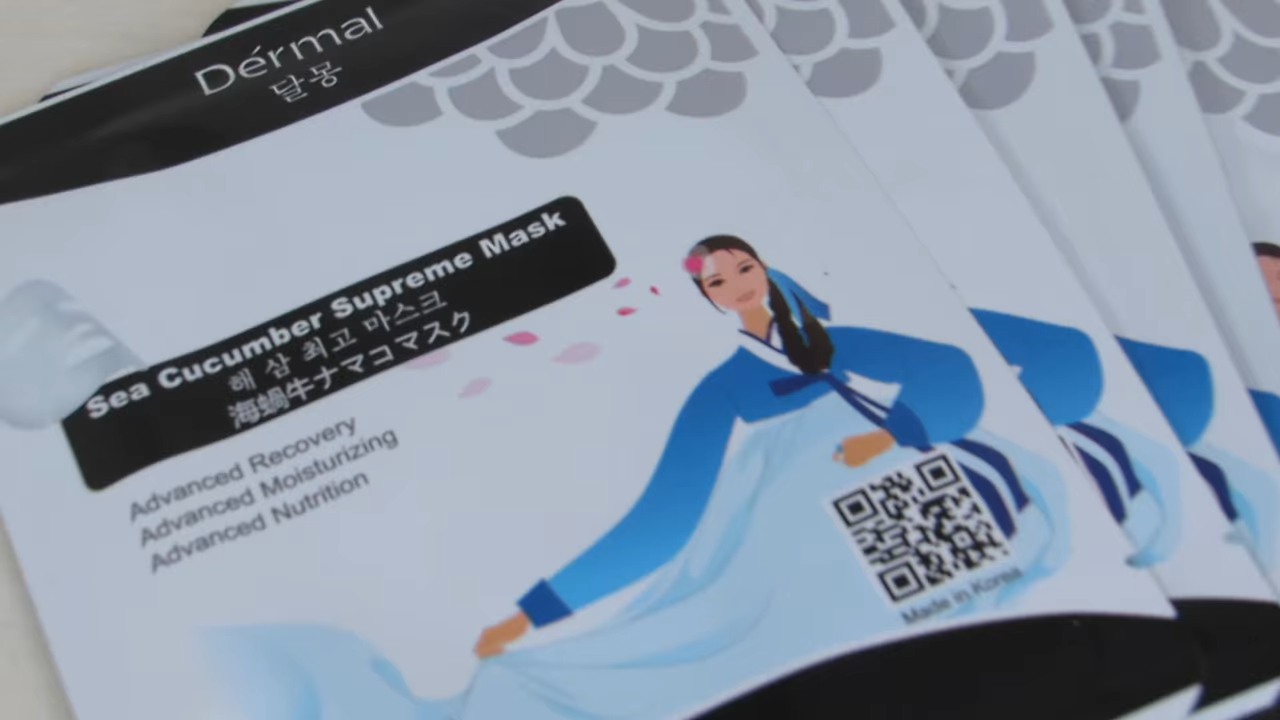 Dérmal
달몽
Sea Cucumber Supreme Mask
해 삼 최고 마스크
海蝸牛ナマコマスク
Advanced Recovery
Advanced Moisturizing
Advanced Nutrition
Made in Korea